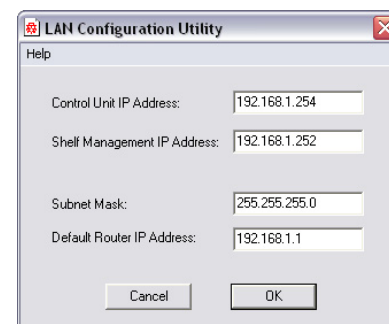 LAN Configuration Utility
Help
Control Unit IP Address: 192.168.1.254
Shelf Management IP Address: 192.168.1.252
Subnet Mask: 255.255.255.0
Default Router IP Address: 192.168.1.1
Cancel OK